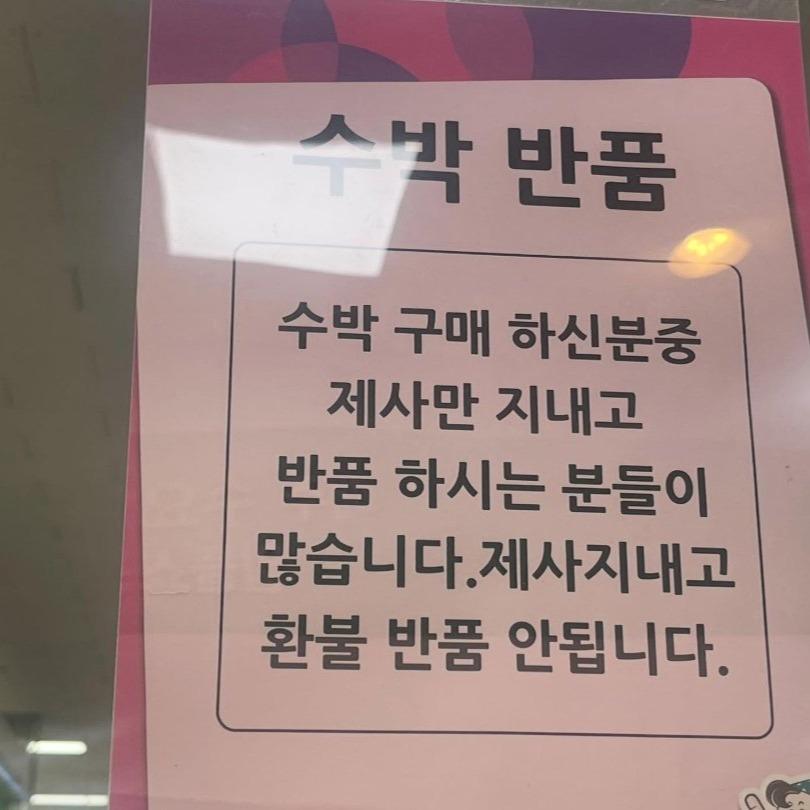 수박 반품
수박 구매 하신분중
제사만 지내고
반품 하시는 분들이
많습니다.제사지내고
환불 반품 안됩니다.